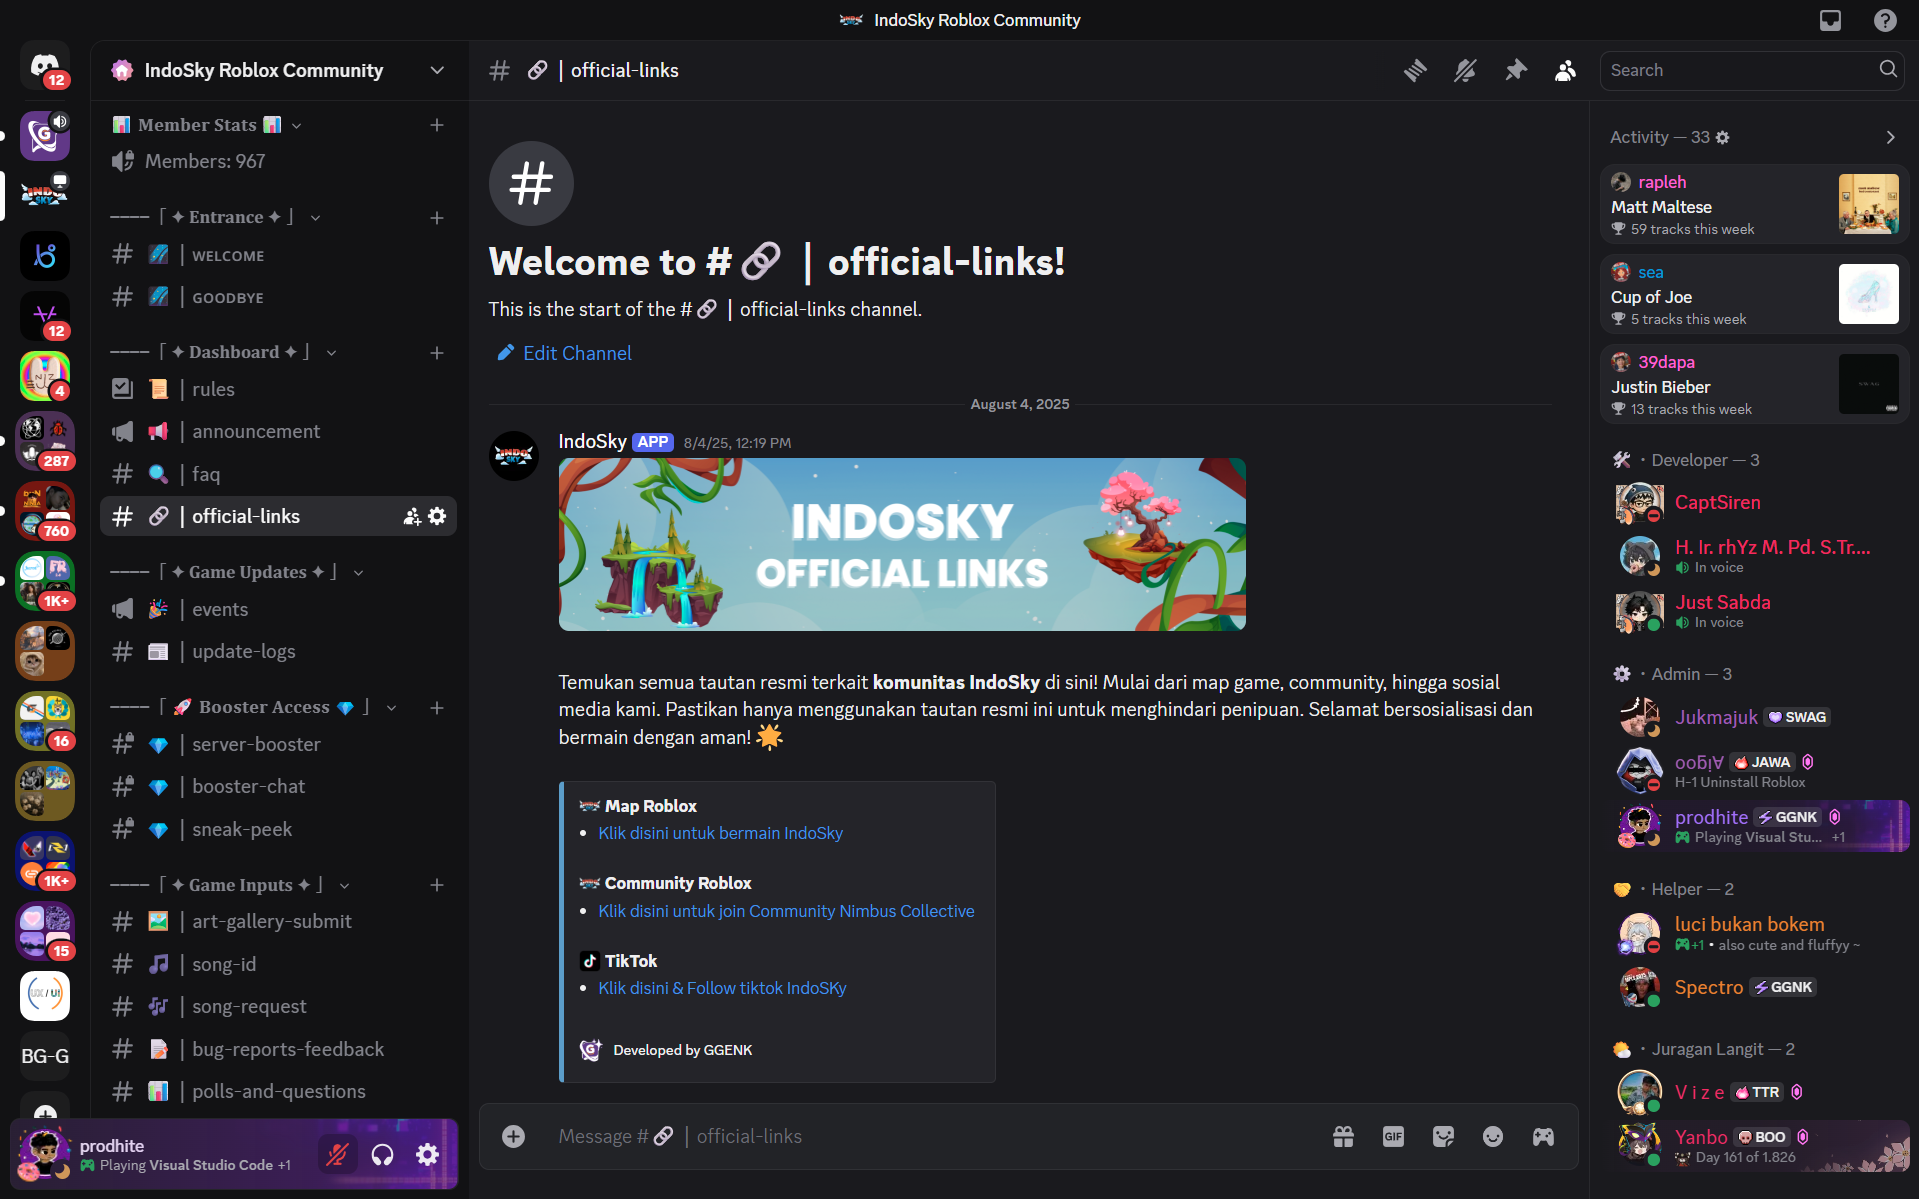 IndoSky Roblox Community
12
12
4
287
760
1K+
16
1K+
15
UX / UI
BG-G
IndoSky Roblox Community
Member Stats
Members: 967
──── ⎡ ✦ Entrance ✦ ⎦
| WELCOME
| GOODBYE
──── ⎡ ✦ Dashboard ✦ ⎦
| rules
| announcement
| faq
| official-links
──── ⎡ ✦ Game Updates ✦ ⎦
| events
| update-logs
──── ⎡ 🚀 Booster Access 💎 ⎦
| server-booster
| booster-chat
| sneak-peek
──── ⎡ ✦ Game Inputs ✦ ⎦
| art-gallery-submit
| song-id
| song-request
| bug-reports-feedback
| polls-and-questions
prodhite
Playing Visual Studio Code +1
# 🔗 | official-links
Welcome to # 🔗 | official-links!
This is the start of the # 🔗 | official-links channel.
Edit Channel
August 4, 2025
IndoSky APP 8/4/25, 12:19 PM
INDOSKY
OFFICIAL LINKS
Temukan semua tautan resmi terkait komunitas IndoSky di sini! Mulai dari map game, community, hingga sosial
media kami. Pastikan hanya menggunakan tautan resmi ini untuk menghindari penipuan. Selamat bersosialisasi dan
bermain dengan aman! 🌟
Map Roblox
• Klik disini untuk bermain IndoSky
Community Roblox
• Klik disini untuk join Community Nimbus Collective
TikTok
• Klik disini & Follow tiktok IndoSKy
Developed by GGENK
Message # 🔗 | official-links
GIF
Search
Activity — 33
rapleh
Matt Maltese
59 tracks this week
sea
Cup of Joe
5 tracks this week
39dapa
Justin Bieber
13 tracks this week
SWAG
🛠 · Developer — 3
CaptSiren
H. Ir. rhYz M. Pd. S.Tr....
In voice
Just Sabda
In voice
· Admin — 3
Jukmajuk SWAG
ooƃᴉ∀ JAWA
H-1 Uninstall Roblox
prodhite GGNK
Playing Visual Stu... +1
· Helper — 2
luci bukan bokem
+1 • also cute and fluffyy ~
Spectro GGNK
· Juragan Langit — 2
V i z e TTR
Yanbo BOO
Day 161 of 1.826